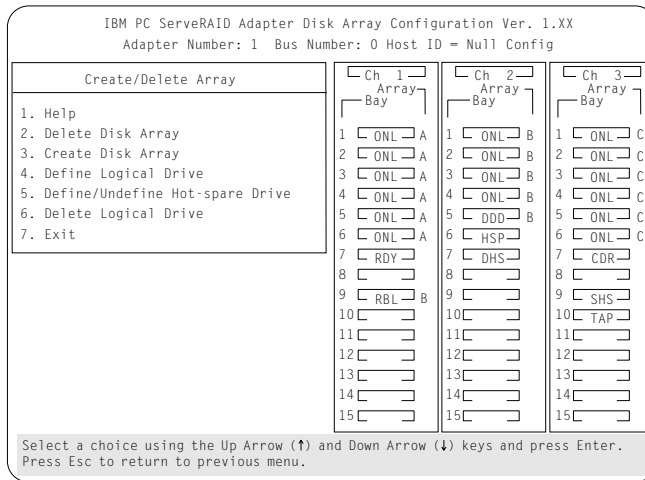 IBM PC ServeRAID Adapter Disk Array Configuration Ver. 1.XX
Adapter Number: 1 Bus Number: 0 Host ID = Null Config
Create/Delete Array
1. Help
2. Delete Disk Array
3. Create Disk Array
4. Define Logical Drive
5. Define/Undefine Hot-spare Drive
6. Delete Logical Drive
7. Exit
Ch 1
Array
Bay
1 ONL A
2 ONL A
3 ONL A
4 ONL A
5 ONL A
6 ONL A
7 RDY
8
9 RBL B
10
11
12
13
14
15
Ch 2
Array
Bay
1 ONL B
2 ONL B
3 ONL B
4 ONL B
5 DDD B
6 HSP
7 DHS
8
9
10
11
12
13
14
15
Ch 3
Array
Bay
1 ONL C
2 ONL C
3 ONL C
4 ONL C
5 ONL C
6 ONL C
7 CDR
8
9 SHS
10 TAP
11
12
13
14
15
Select a choice using the Up Arrow (↑) and Down Arrow (↓) keys and press Enter.
Press Esc to return to previous menu.